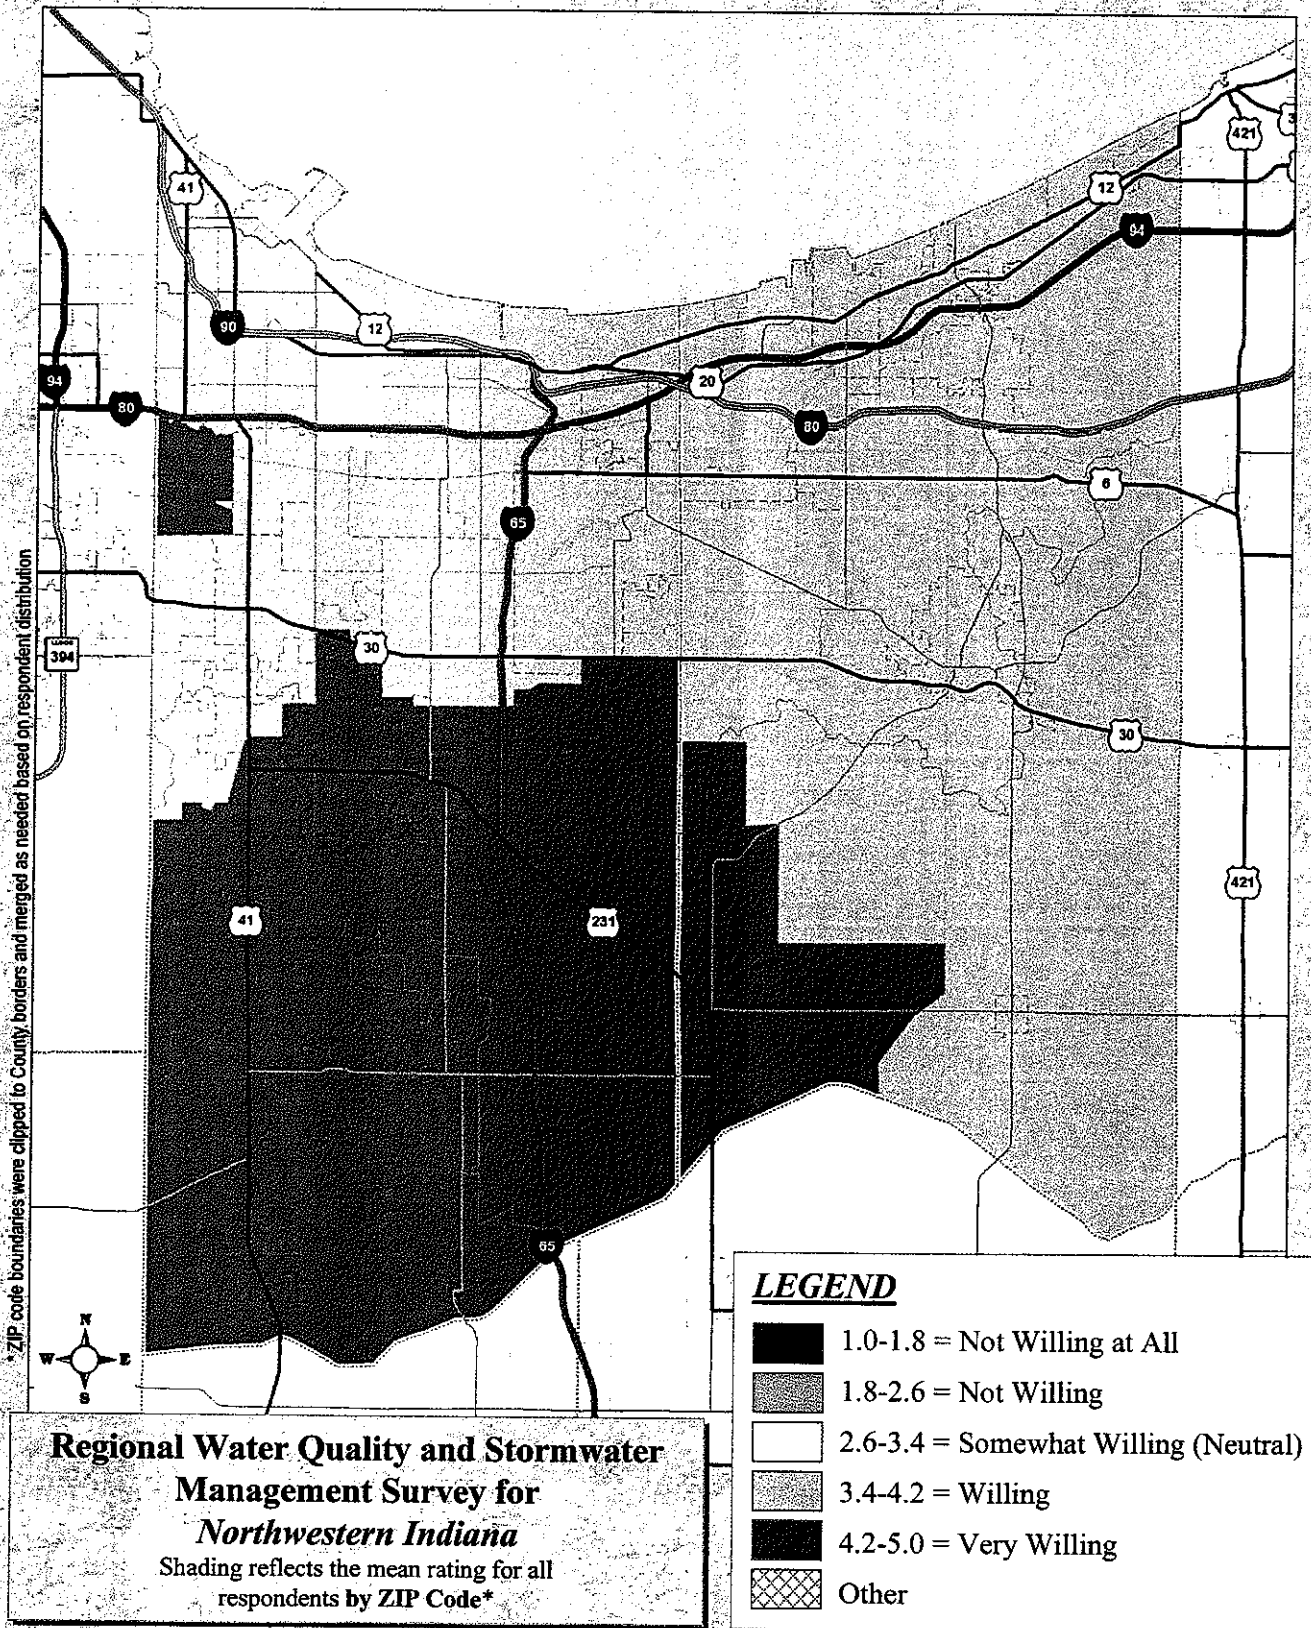 421
3
41
12
94
90
12
94
20
80
80
6
65
30
394
30
421
41
231
65
*ZIP code boundaries were clipped to County borders and merged as needed based on respondent distribution
N
W E
S
LEGEND
1.0-1.8 = Not Willing at All
1.8-2.6 = Not Willing
2.6-3.4 = Somewhat Willing (Neutral)
3.4-4.2 = Willing
4.2-5.0 = Very Willing
Other
Regional Water Quality and Stormwater
Management Survey for
Northwestern Indiana
Shading reflects the mean rating for all
respondents by ZIP Code*